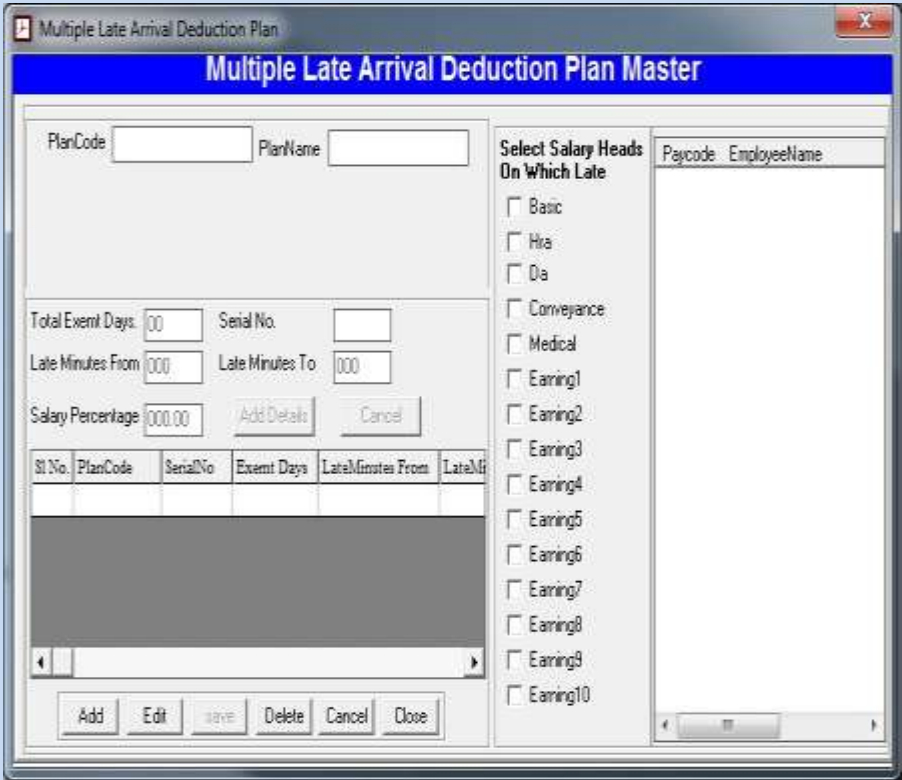 Multiple Late Arrival Deduction Plan
X
Multiple Late Arrival Deduction Plan Master
PlanCode
PlanName
Total Exemt Days.
00
Serial No.
Late Minutes From
000
Late Minutes To
000
Salary Percentage
000.00
Add Details
Cancel
Sl No.
PlanCode
SerialNo
Exemt Days
LateMinutes From
LateMi
Add
Edit
save
Delete
Cancel
Close
Select Salary Heads
On Which Late
Basic
Hra
Da
Conveyance
Medical
Earning1
Earning2
Earning3
Earning4
Earning5
Earning6
Earning7
Earning8
Earning9
Earning10
Paycode
EmployeeName